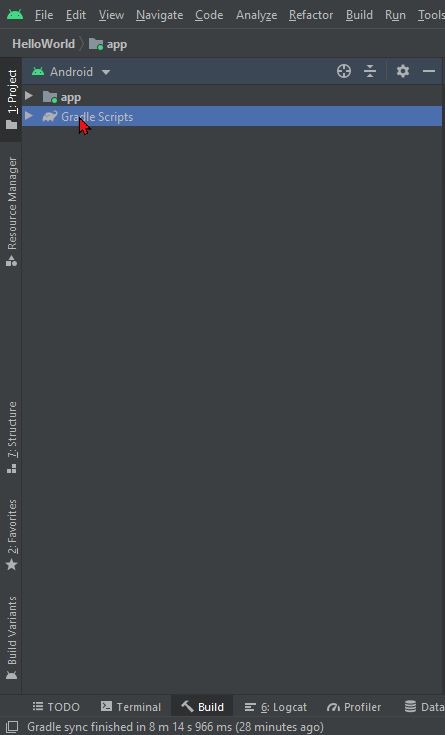 File Edit View Navigate Code Analyze Refactor Build Run Tools
HelloWorld app
Android
app
Gradle Scripts
1: Project
Resource Manager
7: Structure
2: Favorites
Build Variants
TODO Terminal Build 6: Logcat Profiler Data
Gradle sync finished in 8 m 14 s 966 ms (28 minutes ago)